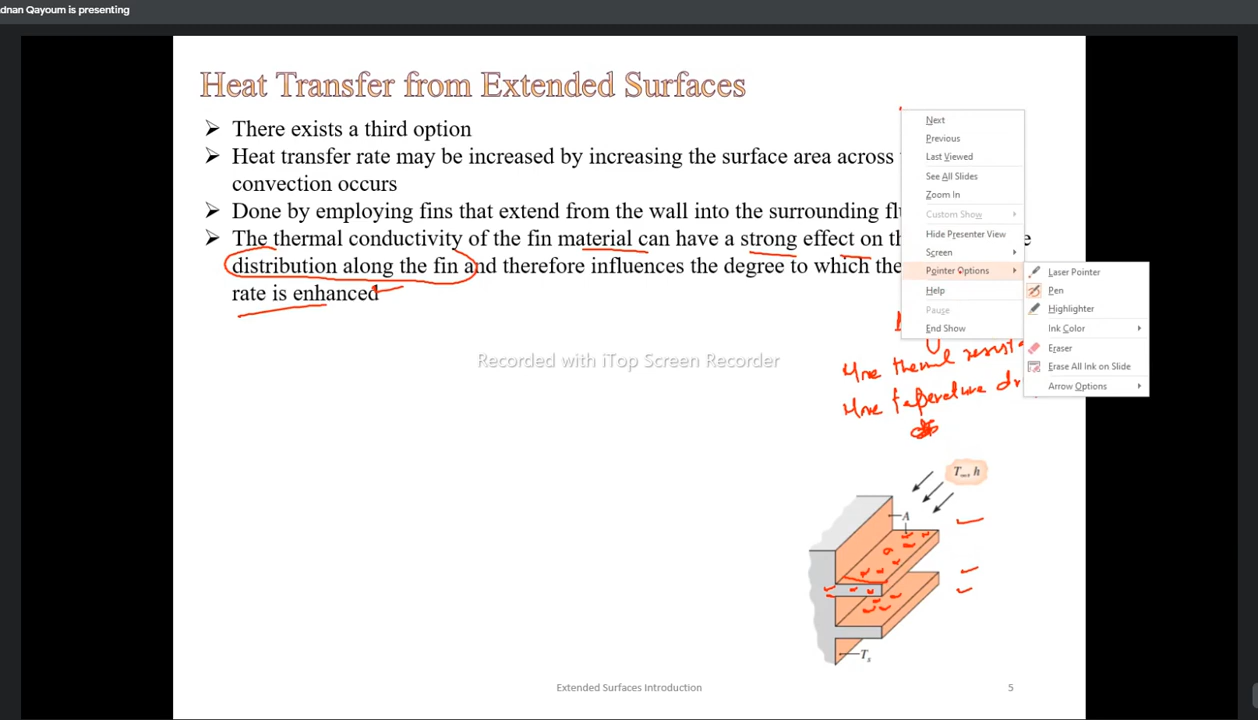 dnan Qayoum is presenting
Heat Transfer from Extended Surfaces
There exists a third option
Heat transfer rate may be increased by increasing the surface area across
convection occurs
Done by employing fins that extend from the wall into the surrounding
The thermal conductivity of the fin material can have a strong effect on
distribution along the fin and therefore influences the degree to which the
rate is enhanced
Next
Previous
Last Viewed
See All Slides
Zoom In
Custom Show
Hide Presenter View
Screen
Pointer Options
Help
Pause
End Show
Laser Pointer
Pen
Highlighter
Ink Color
Eraser
Erase All Ink on Slide
Arrow Options
Recorded with iTop Screen Recorder
thermal
temperature
T∞, h
A
Ts
Extended Surfaces Introduction
5